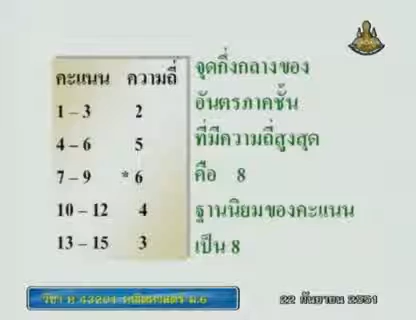 คะแนน ความถี่
1 – 3 2
4 – 6 5
7 – 9 * 6
10 – 12 4
13 – 15 3
จุดกึ่งกลางของ
อันตรภาคชั้น
ที่มีความถี่สูงสุด
คือ 8
ฐานนิยมของคะแนน
เป็น 8
วิชา ค 43201 คณิตศาสตร์ ม.6
22 กันยายน 2551